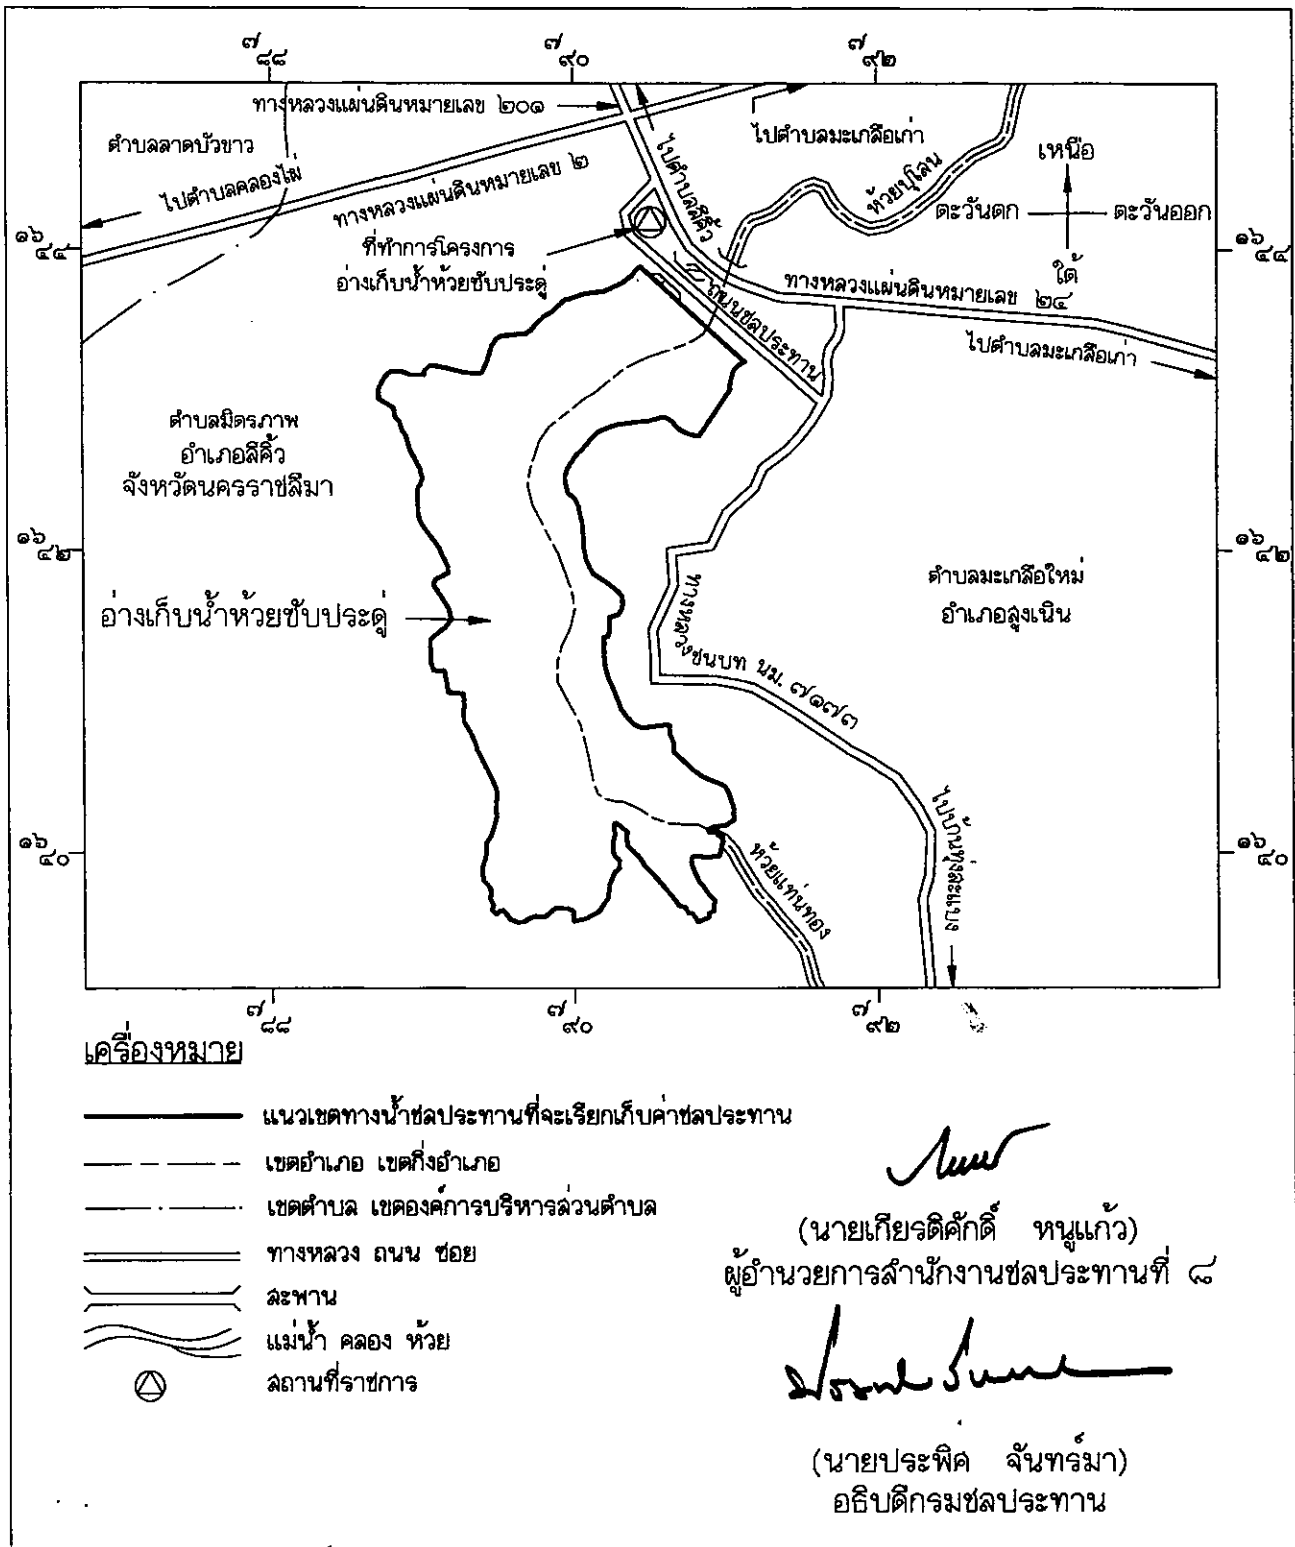 ๗๘๘
๗๙๐
๗๙๒
ทางหลวงแผ่นดินหมายเลข ๒๐๑
ตำบลลาดบัวขาว
ไปตำบลคลองไผ่
ทางหลวงแผ่นดินหมายเลข ๒
ไปตำบลสีคิ้ว
ไปตำบลมะเกลือเก่า
ห้วยบุโลน
เหนือ
ตะวันตก
ตะวันออก
ใต้
๑๖๔๔
๑๖๔๔
ที่ทำการโครงการ
อ่างเก็บน้ำห้วยซับประดู่
ถนนชลประทาน
ทางหลวงแผ่นดินหมายเลข ๒๔
ไปตำบลมะเกลือเก่า
ตำบลมิตรภาพ
อำเภอสีคิ้ว
จังหวัดนครราชสีมา
๑๖๔๒
๑๖๔๒
ตำบลมะเกลือใหม่
อำเภอสูงเนิน
อ่างเก็บน้ำห้วยซับประดู่
ทางหลวงชนบท นม. ๗๑๗๓
๑๖๔๐
๑๖๔๐
ห้วยแท่นทอง
๗๘๘
๗๙๐
๗๙๒
เครื่องหมาย
แนวเขตทางน้ำชลประทานที่จะเรียกเก็บค่าชลประทาน
เขตอำเภอ เขตกิ่งอำเภอ
เขตตำบล เขตองค์การบริหารส่วนตำบล
ทางหลวง ถนน ซอย
สะพาน
แม่น้ำ คลอง ห้วย
สถานที่ราชการ
(นายเกียรติศักดิ์ หนูแก้ว)
ผู้อำนวยการสำนักงานชลประทานที่ ๘
(นายประพิศ จันทร์มา)
อธิบดีกรมชลประทาน